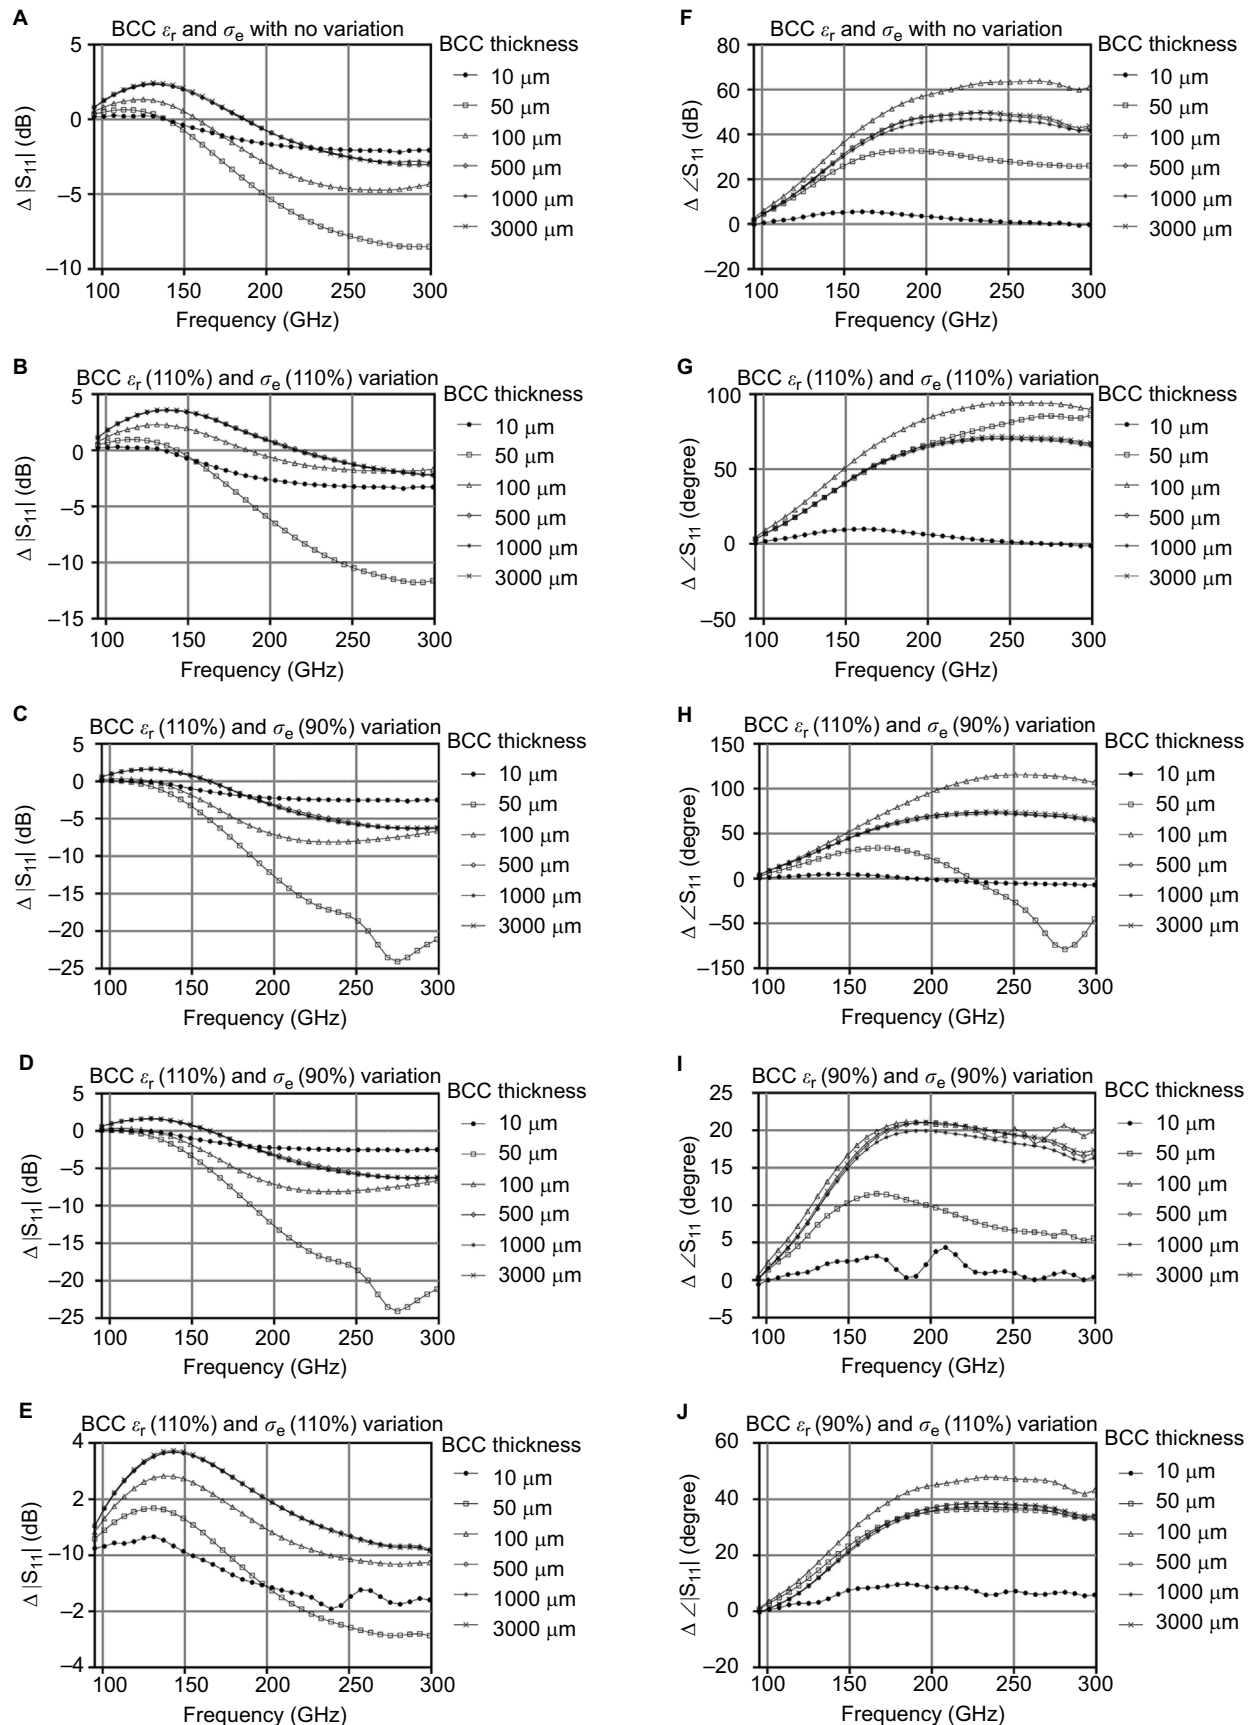 A
BCC εr and σe with no variation
BCC thickness
5
0
–5
–10
Δ |S11| (dB)
100 150 200 250 300
Frequency (GHz)
10 μm
50 μm
100 μm
500 μm
1000 μm
3000 μm
F
BCC εr and σe with no variation
BCC thickness
80
60
40
20
0
–20
Δ ∠S11 (dB)
100 150 200 250 300
Frequency (GHz)
10 μm
50 μm
100 μm
500 μm
1000 μm
3000 μm
B
BCC εr (110%) and σe (110%) variation
BCC thickness
5
0
–5
–10
–15
Δ |S11| (dB)
100 150 200 250 300
Frequency (GHz)
10 μm
50 μm
100 μm
500 μm
1000 μm
3000 μm
G
BCC εr (110%) and σe (110%) variation
BCC thickness
100
50
0
–50
Δ ∠S11 (degree)
100 150 200 250 300
Frequency (GHz)
10 μm
50 μm
100 μm
500 μm
1000 μm
3000 μm
C
BCC εr (110%) and σe (90%) variation
BCC thickness
5
0
–5
–10
–15
–20
–25
Δ |S11| (dB)
100 150 200 250 300
Frequency (GHz)
10 μm
50 μm
100 μm
500 μm
1000 μm
3000 μm
H
BCC εr (110%) and σe (90%) variation
BCC thickness
150
100
50
0
–50
–150
Δ ∠S11 (degree)
100 150 200 250 300
Frequency (GHz)
10 μm
50 μm
100 μm
500 μm
1000 μm
3000 μm
D
BCC εr (110%) and σe (90%) variation
BCC thickness
5
0
–5
–10
–15
–20
–25
Δ |S11| (dB)
100 150 200 250 300
Frequency (GHz)
10 μm
50 μm
100 μm
500 μm
1000 μm
3000 μm
I
BCC εr (90%) and σe (90%) variation
BCC thickness
25
20
15
10
5
0
–5
Δ ∠S11 (degree)
100 150 200 250 300
Frequency (GHz)
10 μm
50 μm
100 μm
500 μm
1000 μm
3000 μm
E
BCC εr (110%) and σe (110%) variation
BCC thickness
4
2
–10
–2
–4
Δ |S11| (dB)
100 150 200 250 300
Frequency (GHz)
10 μm
50 μm
100 μm
500 μm
1000 μm
3000 μm
J
BCC εr (90%) and σe (110%) variation
BCC thickness
60
40
20
0
–20
Δ ∠|S11| (degree)
100 150 200 250 300
Frequency (GHz)
10 μm
50 μm
100 μm
500 μm
1000 μm
3000 μm